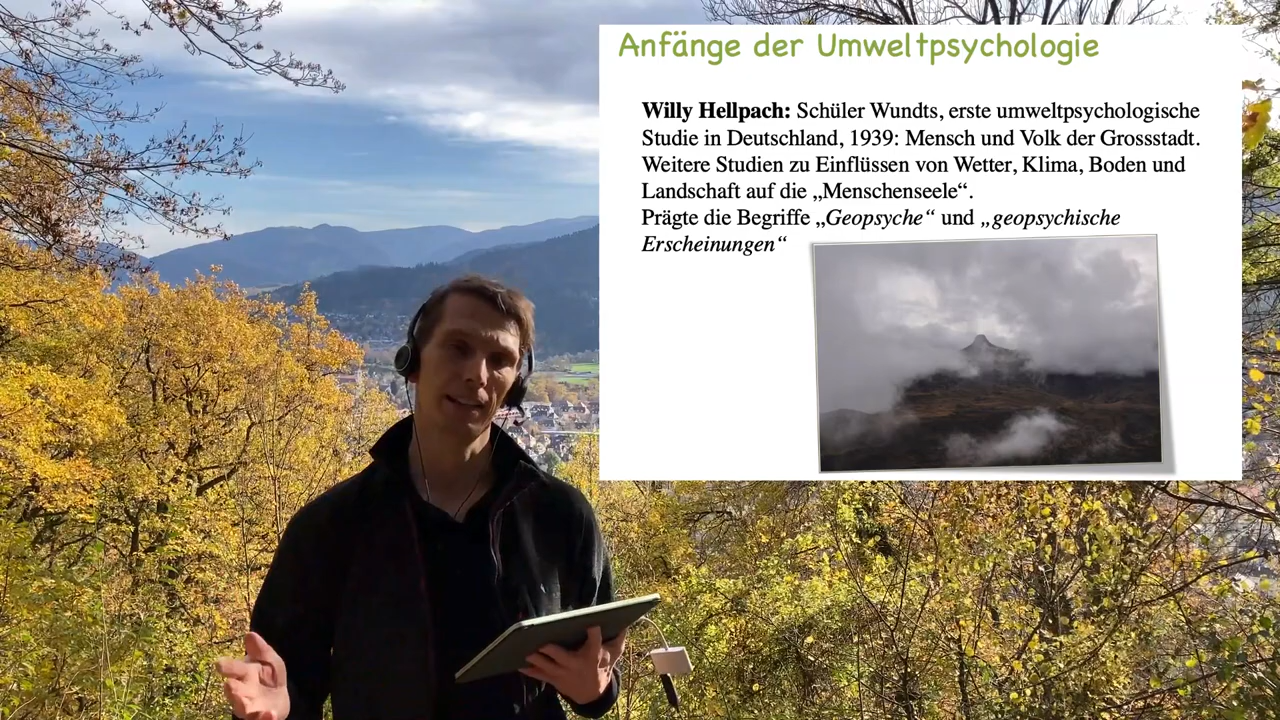 Anfänge der Umweltpsychologie
Willy Hellpach: Schüler Wundts, erste umweltpsychologische
Studie in Deutschland, 1939: Mensch und Volk der Grossstadt.
Weitere Studien zu Einflüssen von Wetter, Klima, Boden und
Landschaft auf die „Menschenseele“.
Prägte die Begriffe „Geopsyche“ und „geopsychische
Erscheinungen“